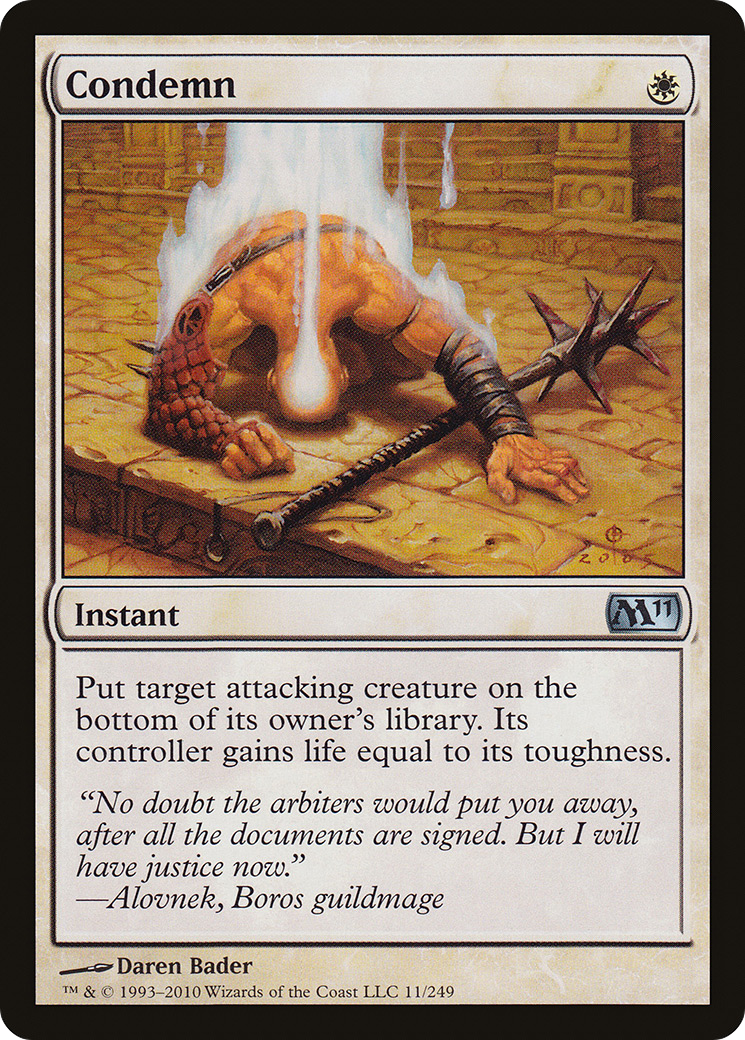 Condemn
2005
Instant
M11
Put target attacking creature on the
bottom of its owner's library. Its
controller gains life equal to its toughness.
“No doubt the arbiters would put you away,
after all the documents are signed. But I will
have justice now.”
—Alovnek, Boros guildmage
Daren Bader
™ & © 1993–2010 Wizards of the Coast LLC 11/249